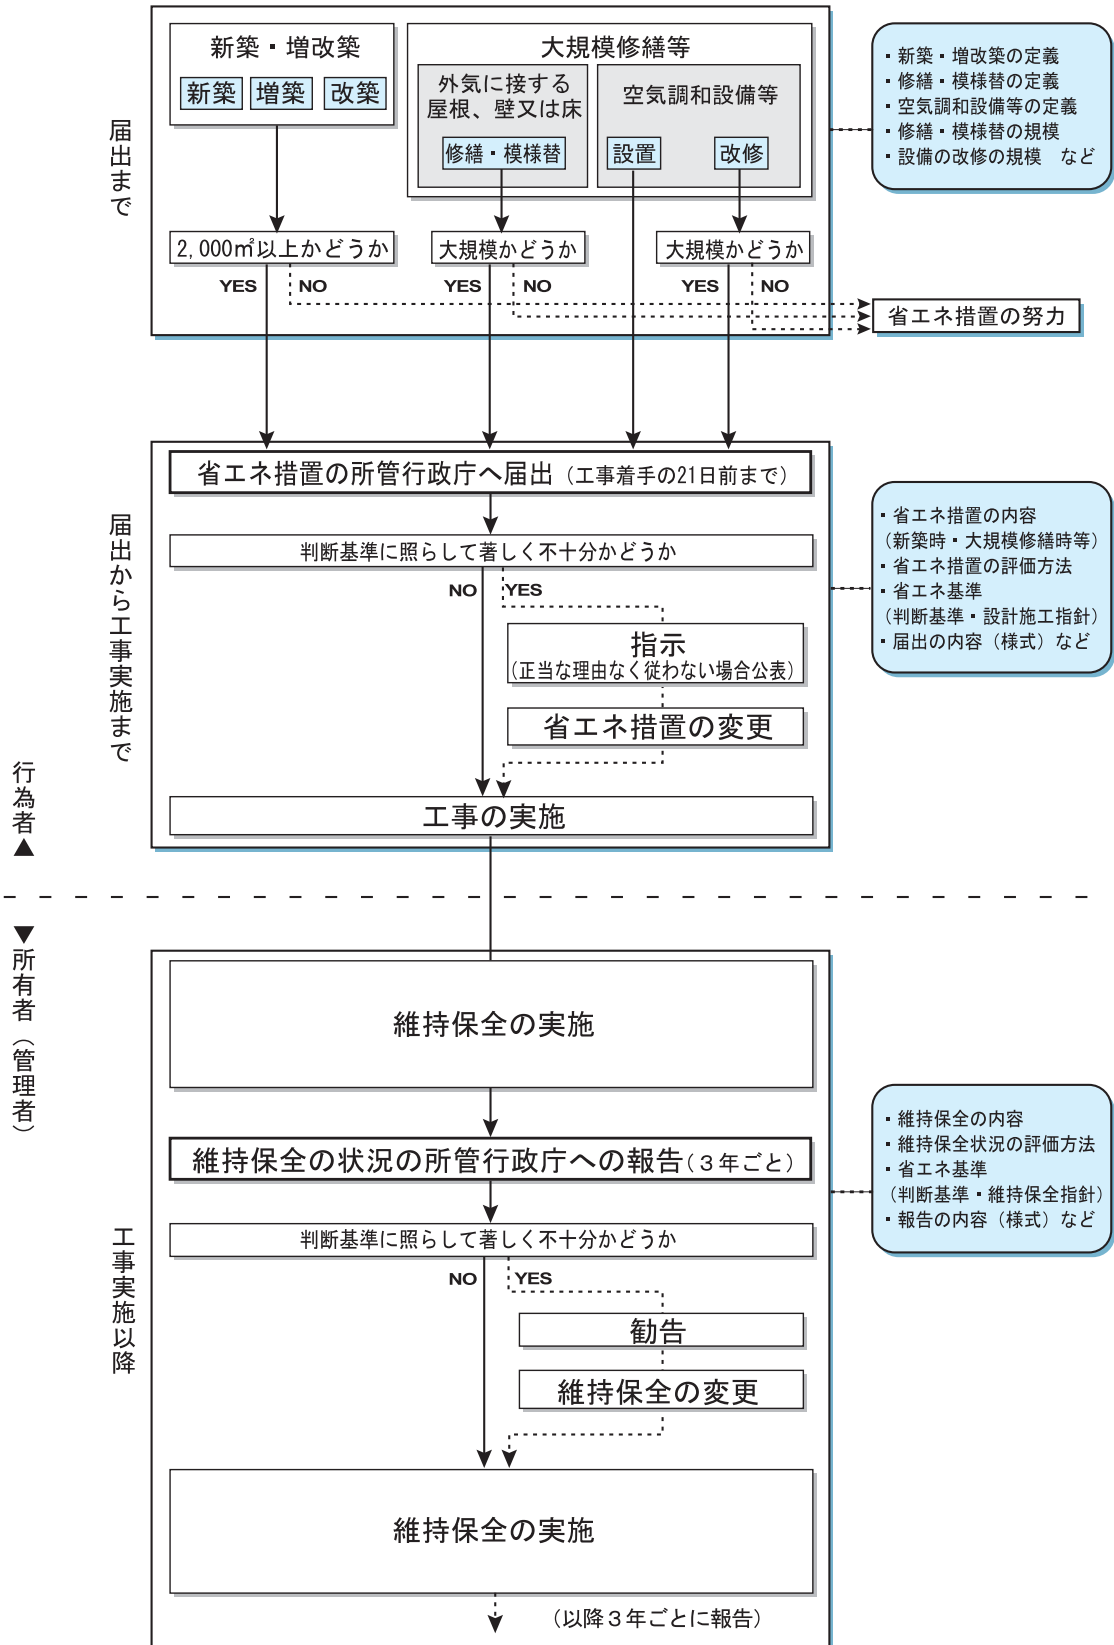 届出まで
新築・増改築
新築
増築
改築
大規模修繕等
外気に接する
屋根、壁又は床
修繕・模様替
空気調和設備等
設置
改修
2,000㎡以上かどうか
大規模かどうか
大規模かどうか
YES
NO
YES
NO
YES
NO
省エネ措置の努力
・新築・増改築の定義
・修繕・模様替の定義
・空気調和設備等の定義
・修繕・模様替の規模
・設備の改修の規模　など
届出から工事実施まで
省エネ措置の所管行政庁へ届出（工事着手の21日前まで）
判断基準に照らして著しく不十分かどうか
NO
YES
指示
（正当な理由なく従わない場合公表）
省エネ措置の変更
工事の実施
・省エネ措置の内容
（新築時・大規模修繕時等）
・省エネ措置の評価方法
・省エネ基準
（判断基準・設計施工指針）
・届出の内容（様式）など
行為者▲
▼所有者（管理者）
工事実施以降
維持保全の実施
維持保全の状況の所管行政庁への報告（３年ごと）
判断基準に照らして著しく不十分かどうか
NO
YES
勧告
維持保全の変更
維持保全の実施
（以降３年ごとに報告）
・維持保全の内容
・維持保全状況の評価方法
・省エネ基準
（判断基準・維持保全指針）
・報告の内容（様式）など